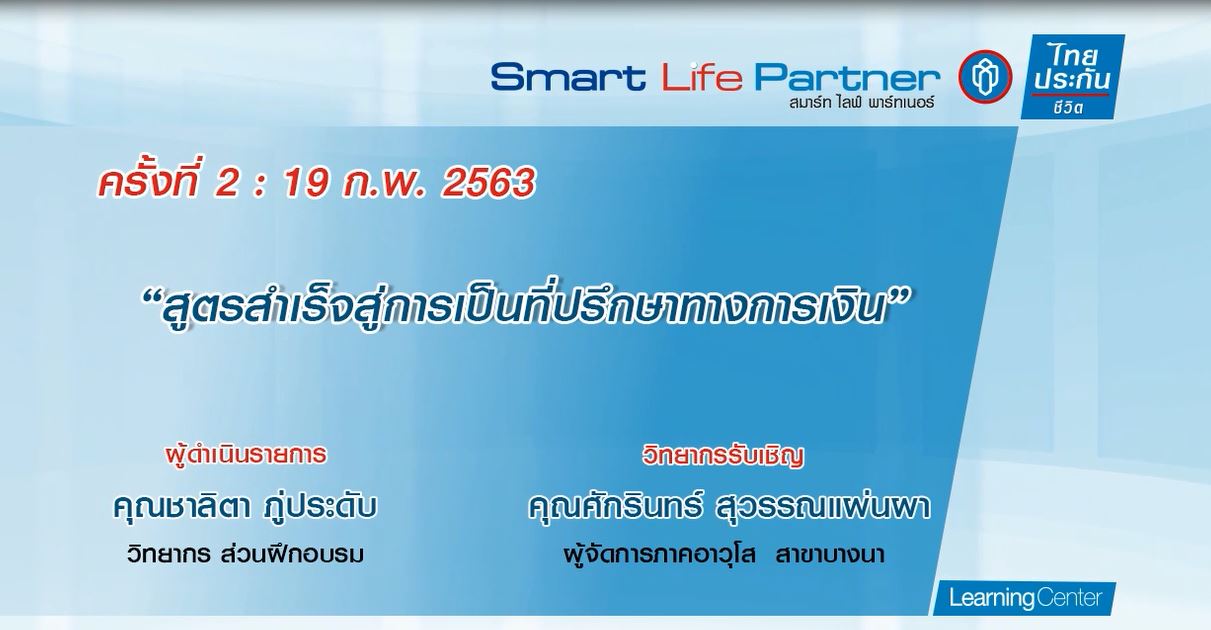 Smart Life Partner
สมาร์ท ไลฟ์ พาร์ทเนอร์
ไทย
ประกัน
ชีวิต
ครั้งที่ 2 : 19 ก.พ. 2563
“สูตรสำเร็จสู่การเป็นที่ปรึกษาทางการเงิน”
ผู้ดำเนินรายการ
คุณชาลิตา ภู่ประดับ
วิทยากร ส่วนฝึกอบรม
วิทยากรรับเชิญ
คุณศักรินทร์ สุวรรณแผ่นผา
ผู้จัดการภาคอาวุโส สาขาบางนา
LearningCenter